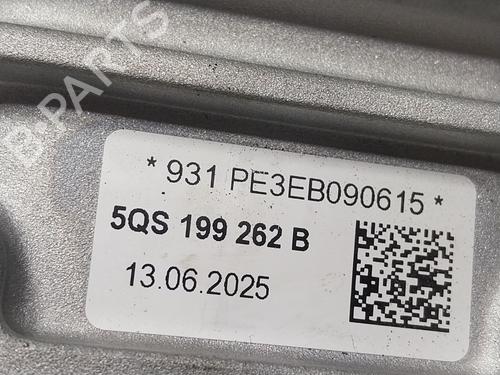 B-PARTS
* 931 PE3EB090615 *
5QS 199 262 B
13.06.2025